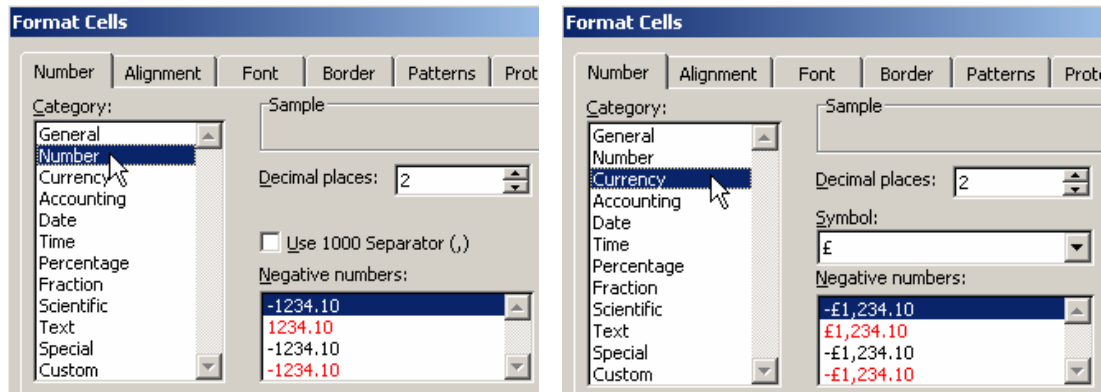 Format Cells
Number Alignment Font Border Patterns Prot
Category:
General
Number
Currency
Accounting
Date
Time
Percentage
Fraction
Scientific
Text
Special
Custom
Sample
Decimal places: 2
Use 1000 Separator (,)
Negative numbers:
-1234.10
1234.10
-1234.10
-1234.10
Format Cells
Number Alignment Font Border Patterns Prote
Category:
General
Number
Currency
Accounting
Date
Time
Percentage
Fraction
Scientific
Text
Special
Custom
Sample
Decimal places: 2
Symbol:
£
Negative numbers:
-£1,234.10
£1,234.10
-£1,234.10
-£1,234.10